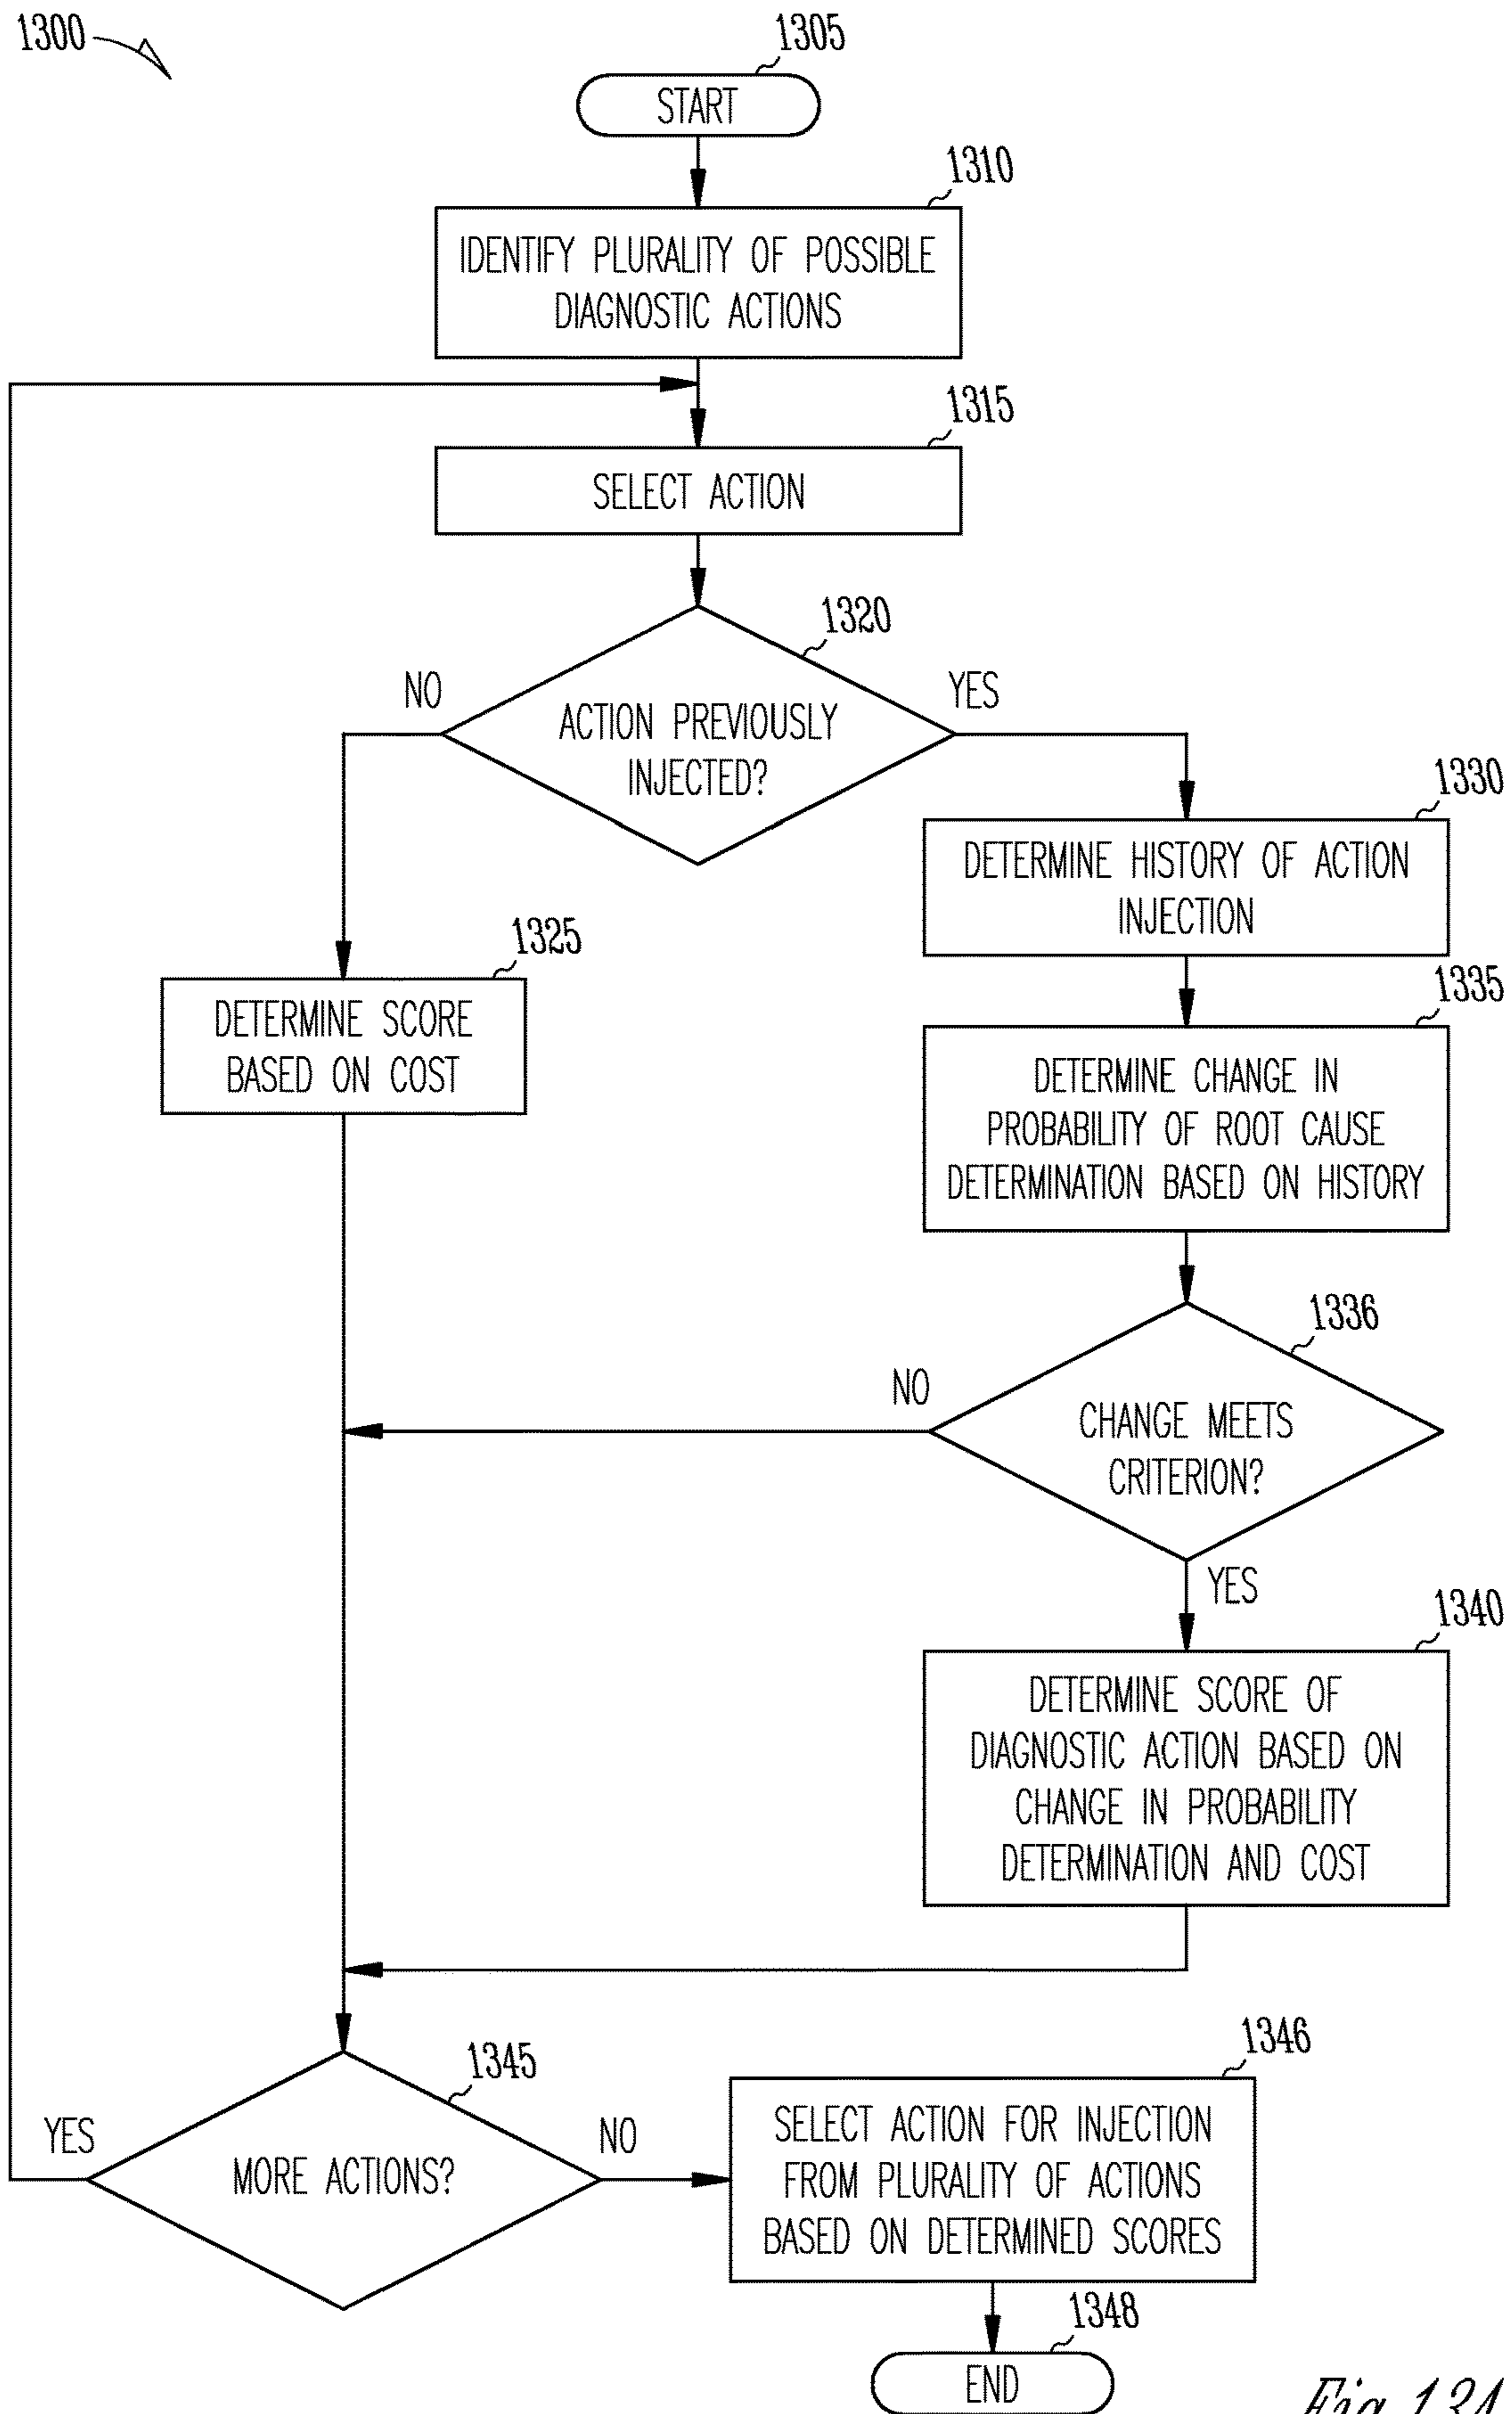 1300
1305
START
1310
IDENTIFY PLURALITY OF POSSIBLE
DIAGNOSTIC ACTIONS
1315
SELECT ACTION
1320
NO
YES
ACTION PREVIOUSLY
INJECTED?
1330
DETERMINE HISTORY OF ACTION
INJECTION
1325
DETERMINE SCORE
BASED ON COST
1335
DETERMINE CHANGE IN
PROBABILITY OF ROOT CAUSE
DETERMINATION BASED ON HISTORY
1336
NO
CHANGE MEETS
CRITERION?
YES
1340
DETERMINE SCORE OF
DIAGNOSTIC ACTION BASED ON
CHANGE IN PROBABILITY
DETERMINATION AND COST
1345
YES
NO
MORE ACTIONS?
1346
SELECT ACTION FOR INJECTION
FROM PLURALITY OF ACTIONS
BASED ON DETERMINED SCORES
1348
END